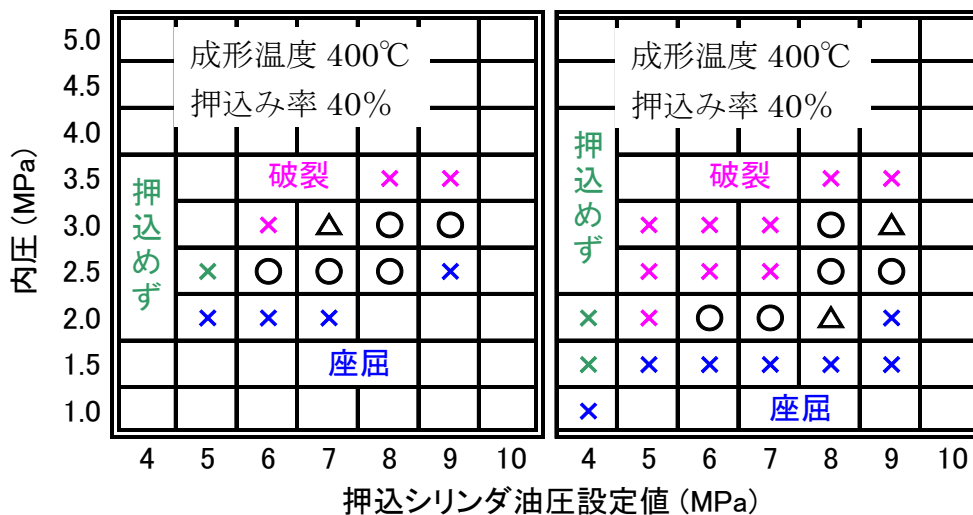 成形温度 400℃
押込み率 40%
成形温度 400℃
押込み率 40%
内圧 (MPa)
5.0
4.5
4.0
3.5
3.0
2.5
2.0
1.5
1.0
押込めず
破裂 × ×
× △ ○ ○
× ○ ○ ○ ×
× × ×
座屈
押込めず
破裂 × ×
× × × ○ △
× × × ○ ○
× × ○ ○ △ ×
× × × × × ×
× 座屈
4 5 6 7 8 9 10
4 5 6 7 8 9 10
押込シリンダ油圧設定値 (MPa)